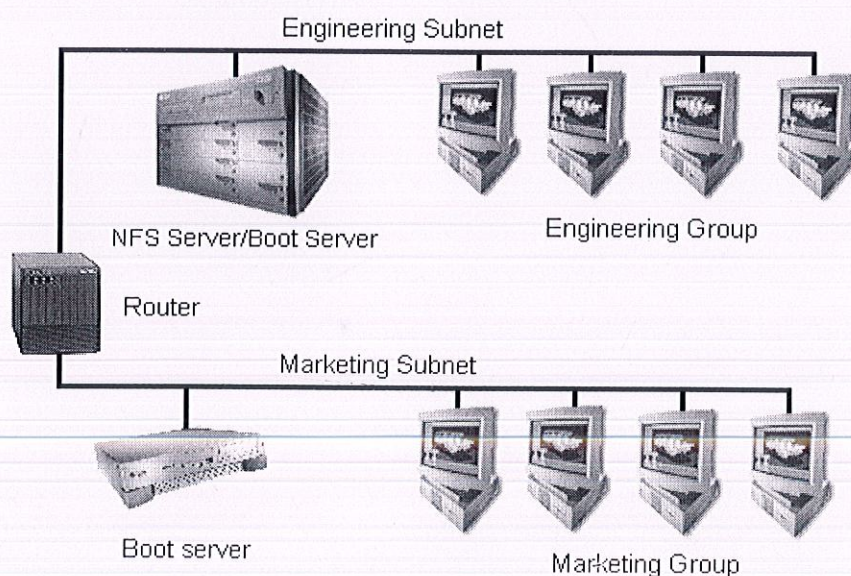 Engineering Subnet
NFS Server/Boot Server
Engineering Group
Router
Marketing Subnet
Boot server
Marketing Group